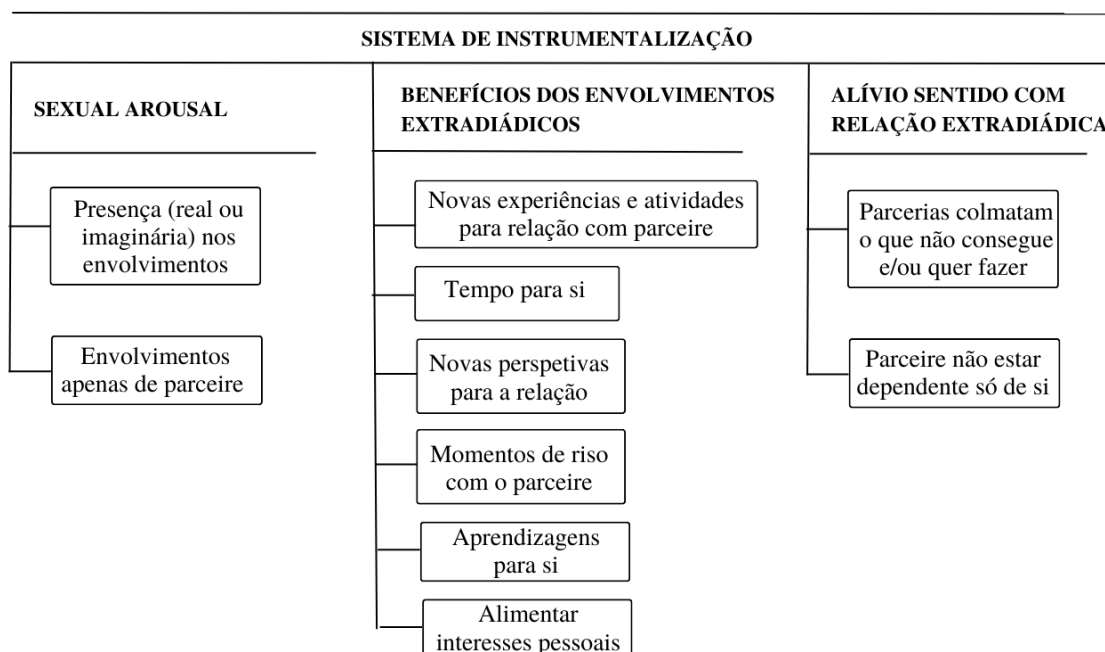 SISTEMA DE INSTRUMENTALIZAÇÃO
SEXUAL AROUSAL
Presença (real ou
imaginária) nos
envolvimentos
Envolvimentos
apenas de parceire
BENEFÍCIOS DOS ENVOLVIMENTOS
EXTRADIÁDICOS
Novas experiências e atividades
para relação com parceire
Tempo para si
Novas perspetivas
para a relação
Momentos de riso
com o parceire
Aprendizagens
para si
Alimentar
interesses pessoais
ALÍVIO SENTIDO COM
RELAÇÃO EXTRADIÁDICA
Parcerias colmatam
o que não consegue
e/ou quer fazer
Parceire não estar
dependente só de si